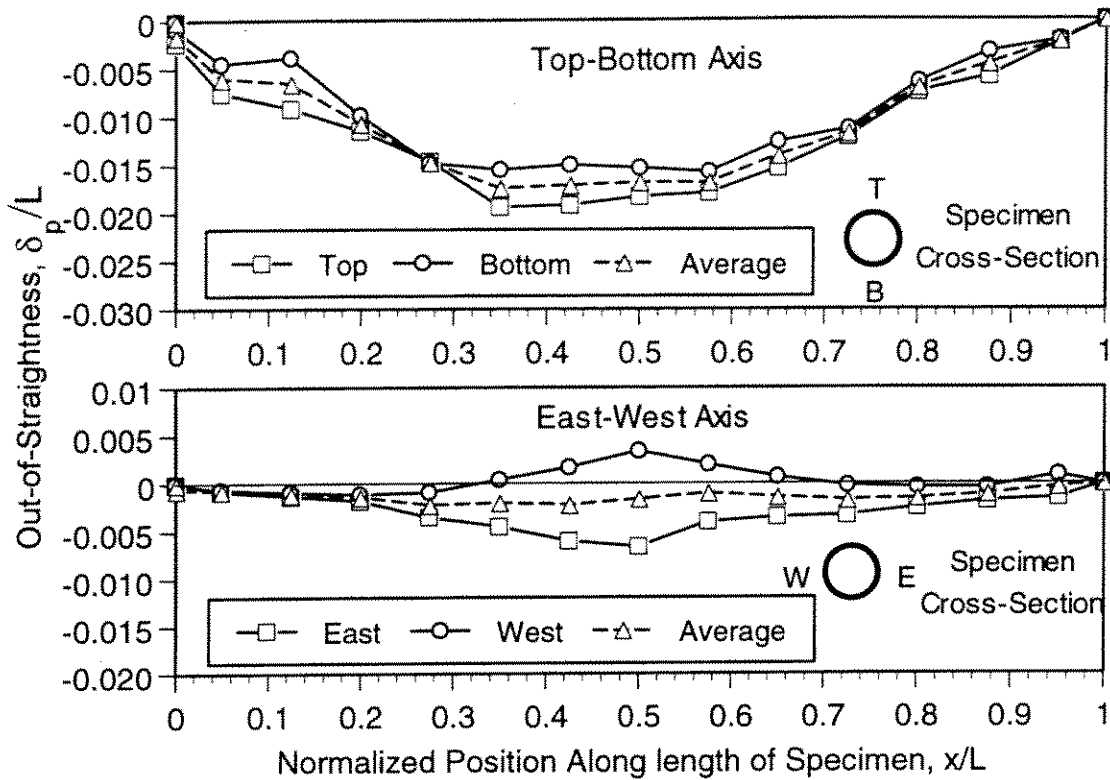 0
-0.005
-0.010
-0.015
-0.020
-0.025
-0.030
Top-Bottom Axis
T
Specimen
Cross-Section
B
Top Bottom Average
0 0.1 0.2 0.3 0.4 0.5 0.6 0.7 0.8 0.9 1
Out-of-Straightness, δp/L
0.01
0.005
0
-0.005
-0.010
-0.015
-0.020
East-West Axis
W E Specimen
Cross-Section
East West Average
0 0.1 0.2 0.3 0.4 0.5 0.6 0.7 0.8 0.9 1
Normalized Position Along length of Specimen, x/L